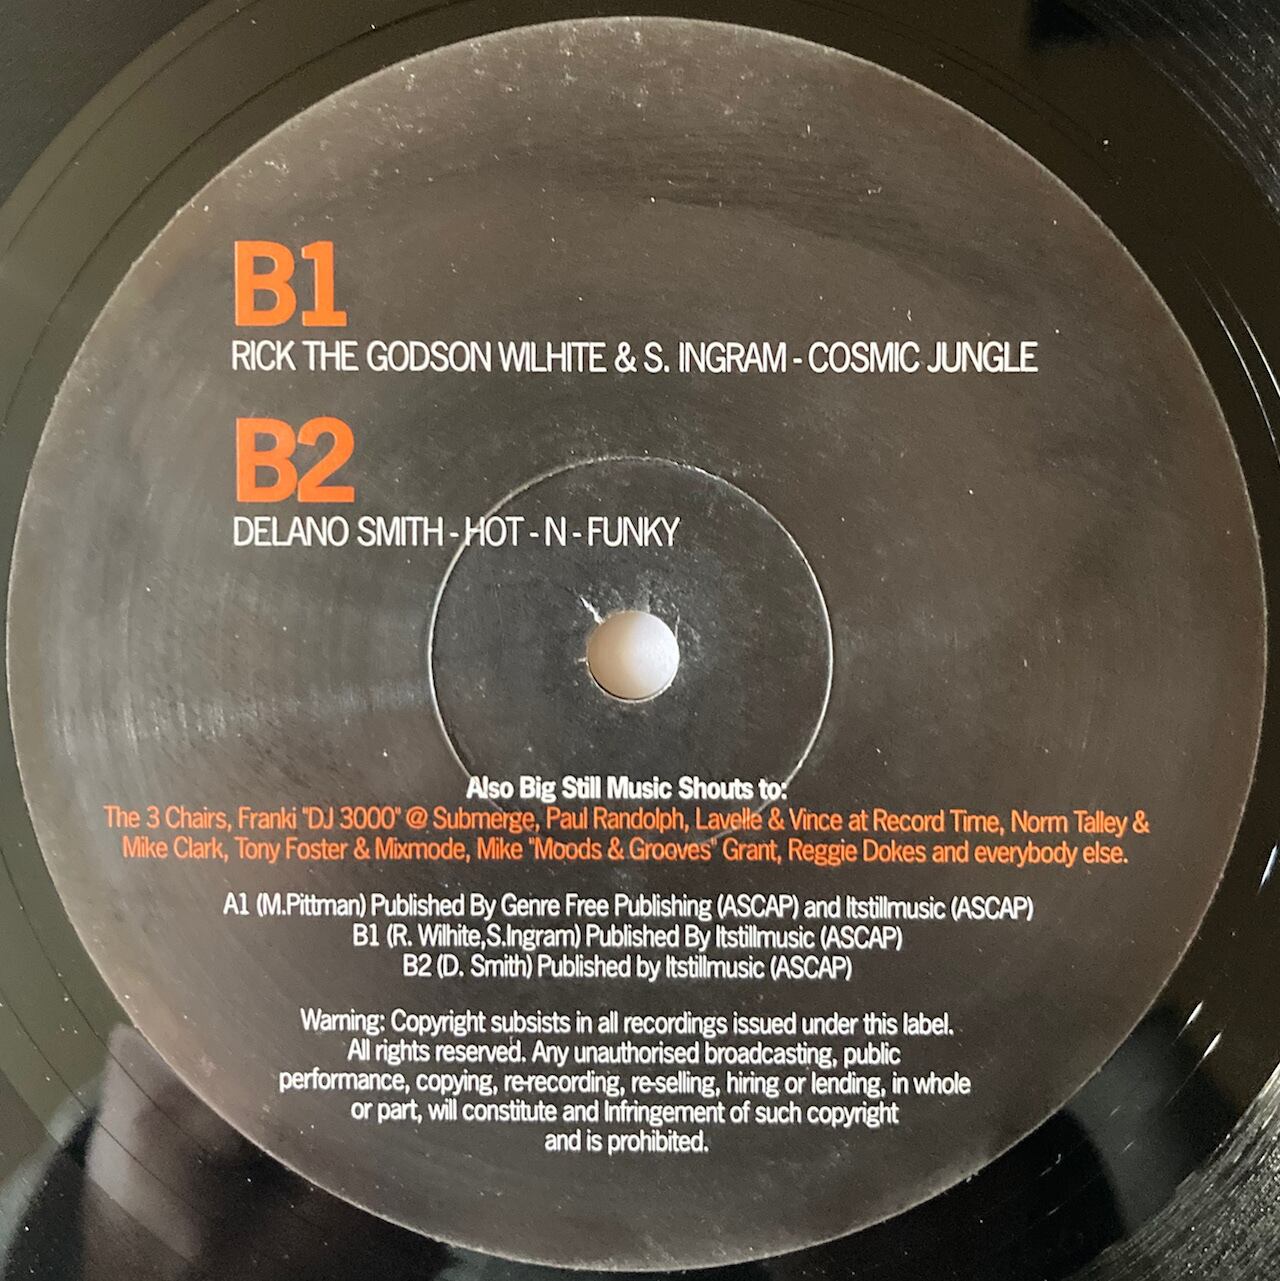 B1
RICK THE GODSON WILHITE & S. INGRAM - COSMIC JUNGLE
B2
DELANO SMITH - HOT - N - FUNKY
Also Big Still Music Shouts to:
The 3 Chairs, Franki "DJ 3000" @ Submerge, Paul Randolph, Lavelle & Vince at Record Time, Norm Talley &
Mike Clark, Tony Foster & Mixmode, Mike "Moods & Grooves" Grant, Reggie Dokes and everybody else.
A1 (M.Pittman) Published By Genre Free Publishing (ASCAP) and Itstillmusic (ASCAP)
B1 (R. Wilhite,S.Ingram) Published By Itstillmusic (ASCAP)
B2 (D. Smith) Published by Itstillmusic (ASCAP)
Warning: Copyright subsists in all recordings issued under this label.
All rights reserved. Any unauthorised broadcasting, public
performance, copying, re-recording, re-selling, hiring or lending, in whole
or part, will constitute and Infringement of such copyright
and is prohibited.